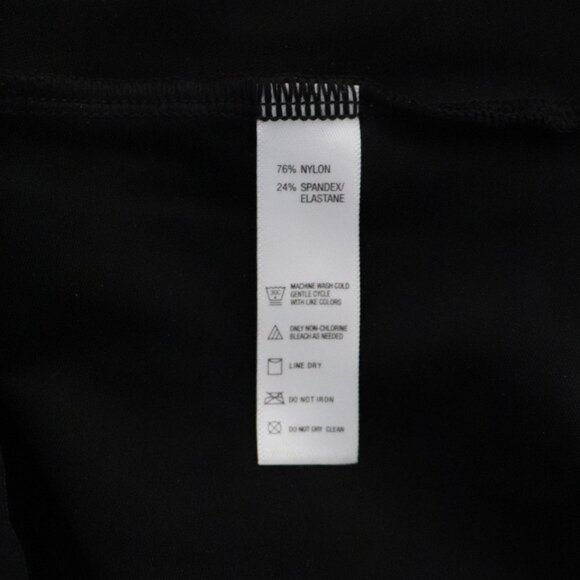 76% NYLON
24% SPANDEX/
ELASTANE
MACHINE WASH COLD
GENTLE CYCLE
WITH LIKE COLORS
ONLY NON-CHLORINE
BLEACH AS NEEDED
LINE DRY
DO NOT IRON
DO NOT DRY CLEAN